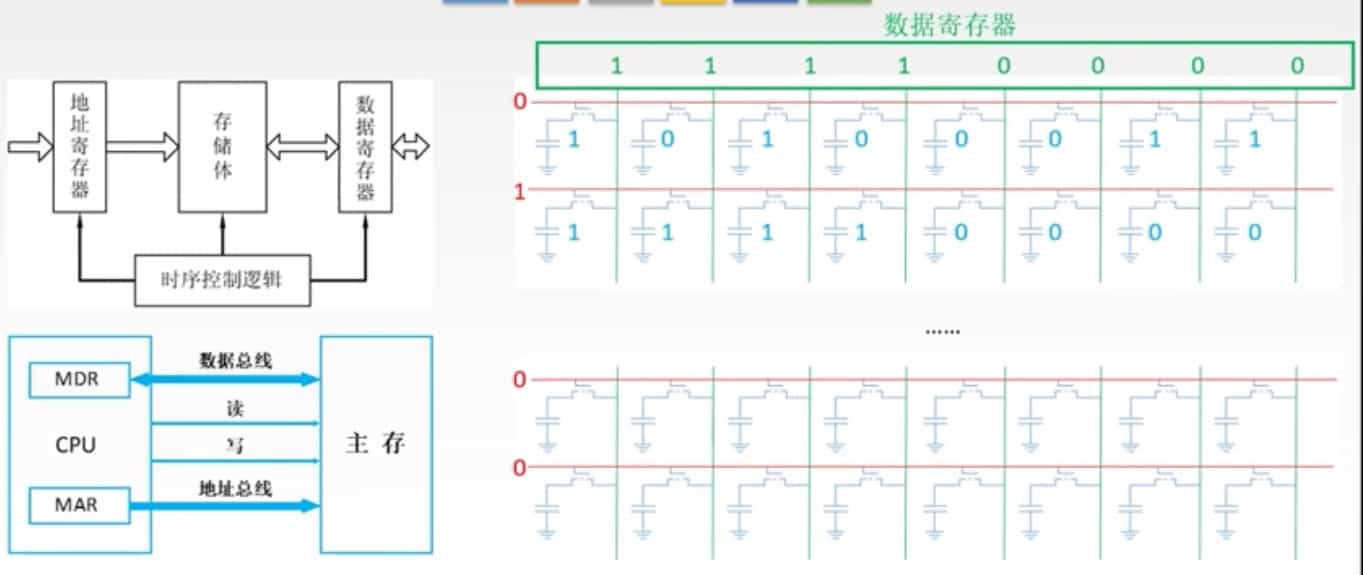 地址寄存器
存储体
数据寄存器
时序控制逻辑
MDR
CPU
MAR
数据总线
读
写
地址总线
主存
数据寄存器
1 1 1 1 0 0 0 0
0
1 0 1 0 0 0 1 1
1
1 1 1 1 0 0 0 0
......
0
0